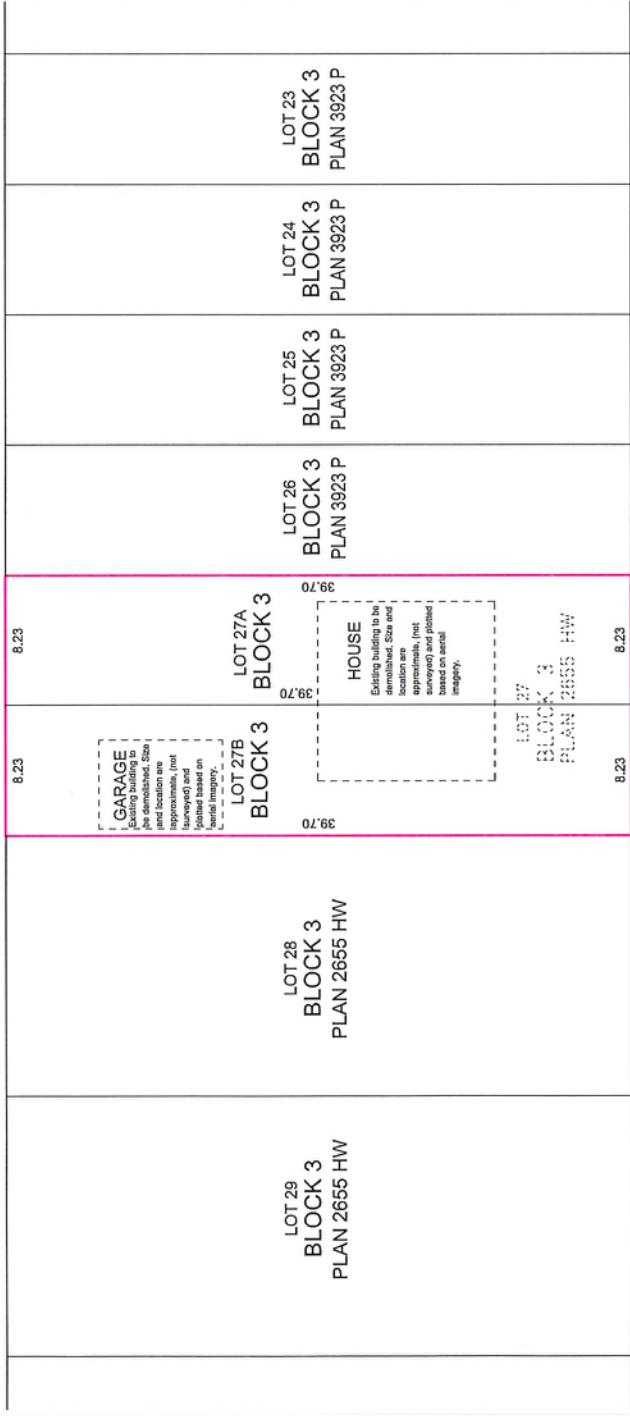 LOT 23
BLOCK 3
PLAN 3923 P
LOT 24
BLOCK 3
PLAN 3923 P
LOT 25
BLOCK 3
PLAN 3923 P
LOT 26
BLOCK 3
PLAN 3923 P
8.23
39.70
LOT 27A
BLOCK 3
39.70
HOUSE
Existing building to be
demolished. Size and
location are
approximate, (not
surveyed) and plotted
based on aerial
imagery.
8.23
8.23
GARAGE
Existing building to
be demolished. Size
and location are
approximate, (not
surveyed) and
plotted based on
aerial imagery.
LOT 27B
BLOCK 3
39.70
LOT 27
BLOCK 3
PLAN 2655 HW
8.23
LOT 28
BLOCK 3
PLAN 2655 HW
LOT 29
BLOCK 3
PLAN 2655 HW